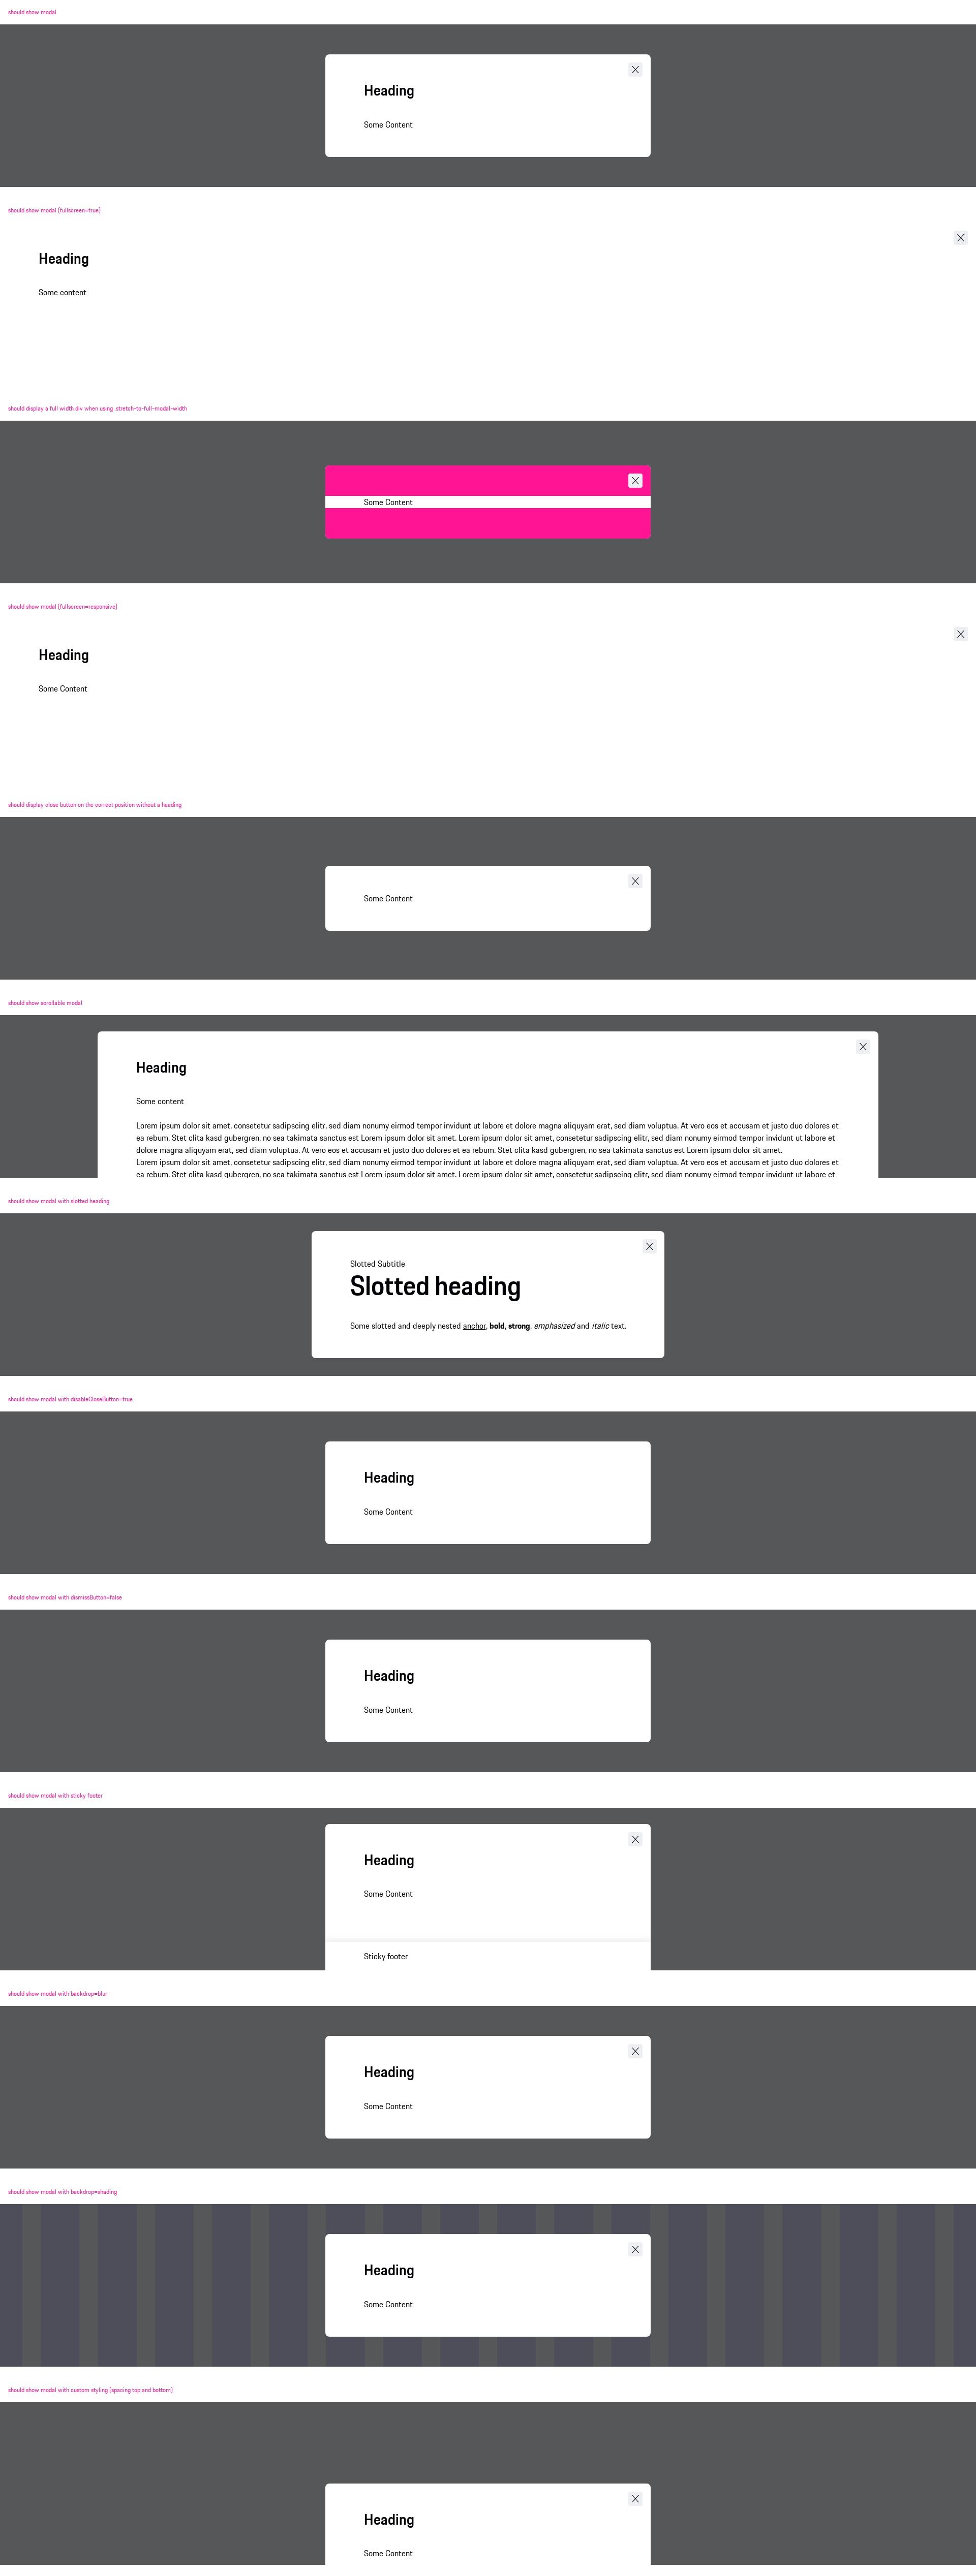 should show modal
Heading
Some Content
should show modal (fullscreen=true)
Heading
Some content
should display a full width div when using .stretch-to-full-modal-width
Some Content
should show modal (fullscreen=responsive)
Heading
Some Content
should display close button on the correct position without a heading
Some Content
should show scrollable modal
Heading
Some content
Lorem ipsum dolor sit amet, consetetur sadipscing elitr, sed diam nonumy eirmod tempor invidunt ut labore et dolore magna aliquyam erat, sed diam voluptua. At vero eos et accusam et justo duo dolores et
ea rebum. Stet clita kasd gubergren, no sea takimata sanctus est Lorem ipsum dolor sit amet. Lorem ipsum dolor sit amet, consetetur sadipscing elitr, sed diam nonumy eirmod tempor invidunt ut labore et
dolore magna aliquyam erat, sed diam voluptua. At vero eos et accusam et justo duo dolores et ea rebum. Stet clita kasd gubergren, no sea takimata sanctus est Lorem ipsum dolor sit amet.
Lorem ipsum dolor sit amet, consetetur sadipscing elitr, sed diam nonumy eirmod tempor invidunt ut labore et dolore magna aliquyam erat, sed diam voluptua. At vero eos et accusam et justo duo dolores et
ea rebum. Stet clita kasd gubergren, no sea takimata sanctus est Lorem ipsum dolor sit amet. Lorem ipsum dolor sit amet, consetetur sadipscing elitr, sed diam nonumy eirmod tempor invidunt ut labore et
should show modal with slotted heading
Slotted Subtitle
Slotted heading
Some slotted and deeply nested anchor, bold, strong, emphasized and italic text.
should show modal with disableCloseButton=true
Heading
Some Content
should show modal with dismissButton=false
Heading
Some Content
should show modal with sticky footer
Heading
Some Content
Sticky footer
should show modal with backdrop=blur
Heading
Some Content
should show modal with backdrop=shading
Heading
Some Content
should show modal with custom styling (spacing top and bottom)
Heading
Some Content